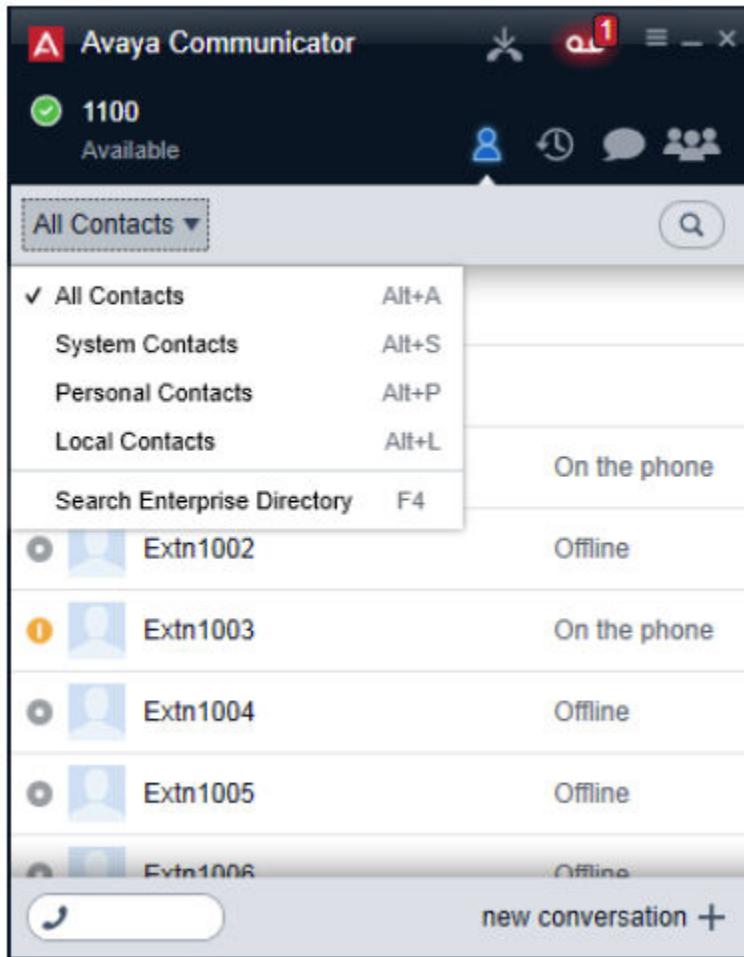 Avaya Communicator
1
1100
Available
All Contacts
✓ All Contacts Alt+A
System Contacts Alt+S
Personal Contacts Alt+P
Local Contacts Alt+L
Search Enterprise Directory F4
On the phone
Extn1002 Offline
Extn1003 On the phone
Extn1004 Offline
Extn1005 Offline
Extn1006 Offline
new conversation +